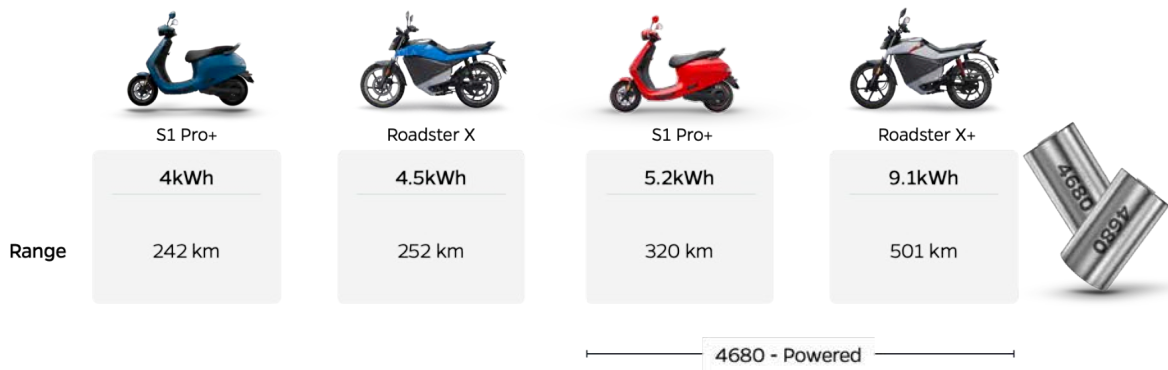 S1 Pro+
Roadster X
S1 Pro+
Roadster X+
4kWh
4.5kWh
5.2kWh
9.1kWh
Range
242 km
252 km
320 km
501 km
4680
4680
4680 - Powered